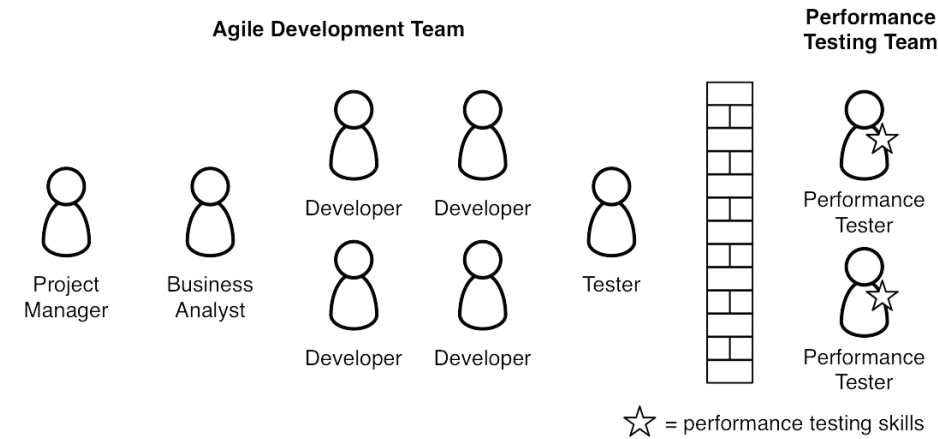 Agile Development Team
Performance
Testing Team
Project
Manager
Business
Analyst
Developer
Developer
Developer
Developer
Tester
Performance
Tester
Performance
Tester
= performance testing skills